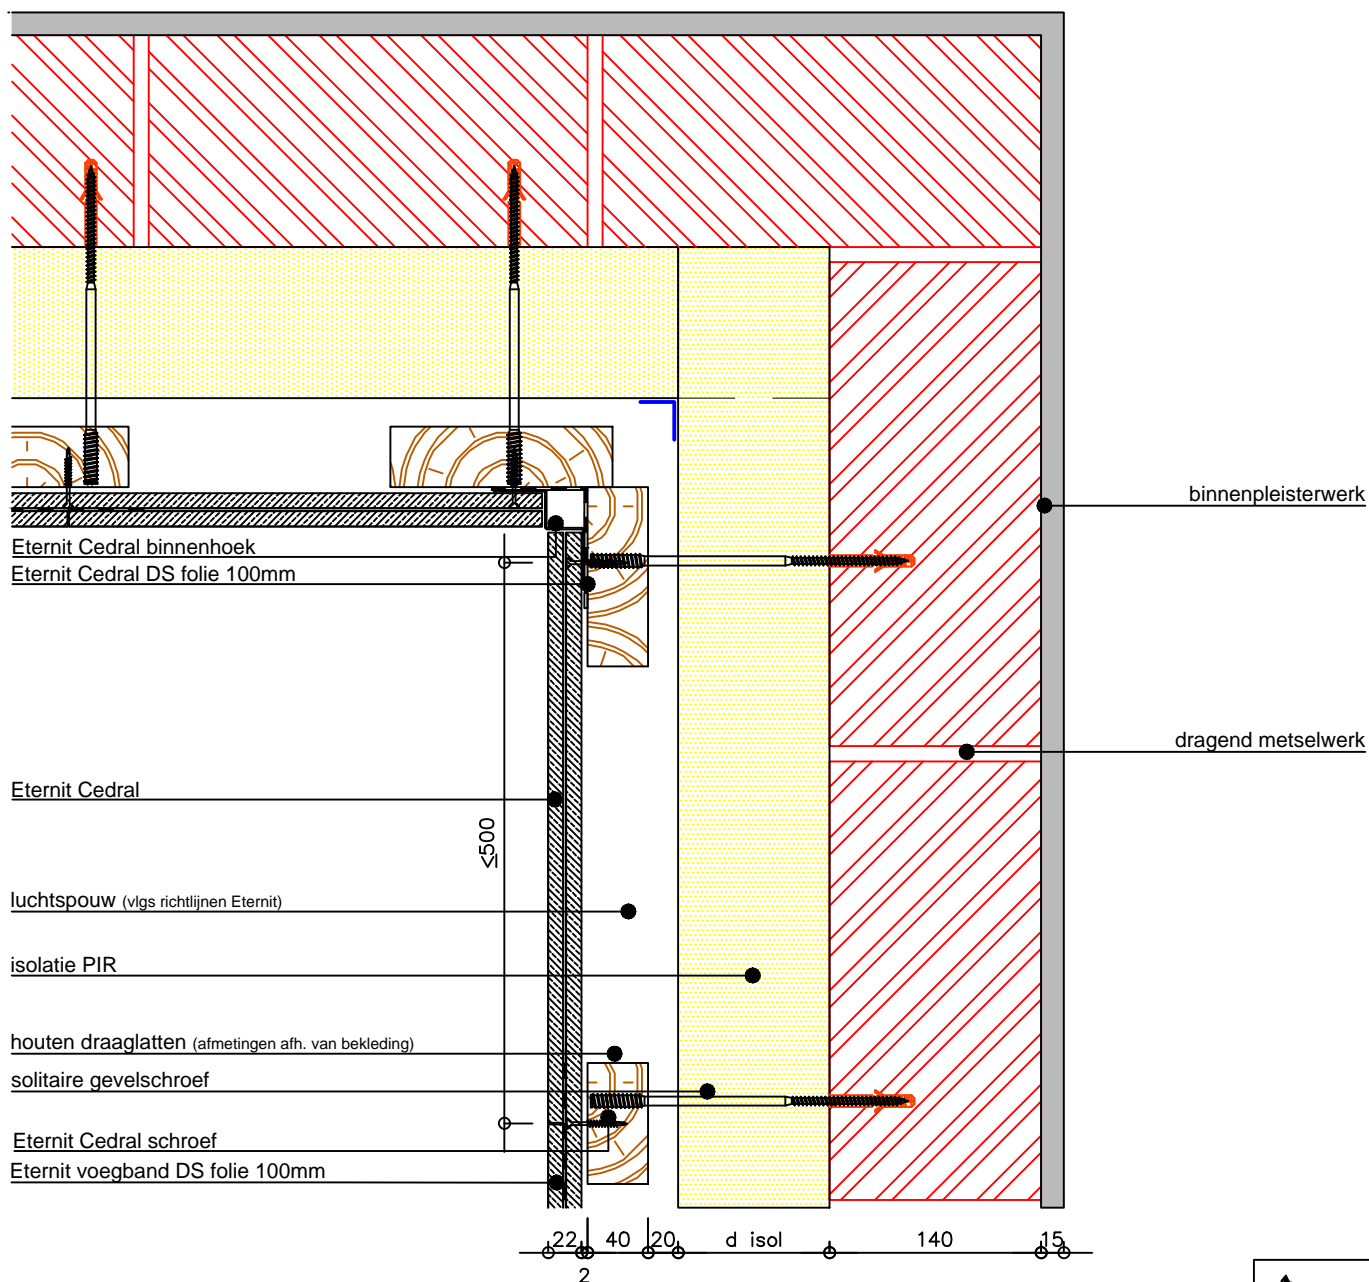 binnenpleisterwerk
Eternit Cedral binnenhoek
Eternit Cedral DS folie 100mm
dragend metselwerk
Eternit Cedral
≤500
luchtspouw (vlgs richtlijnen Eternit)
isolatie PIR
houten draaglatten (afmetingen afh. van bekleding)
solitaire gevelschroef
Eternit Cedral schroef
Eternit voegband DS folie 100mm
22 40 20 d isol 140 15
2